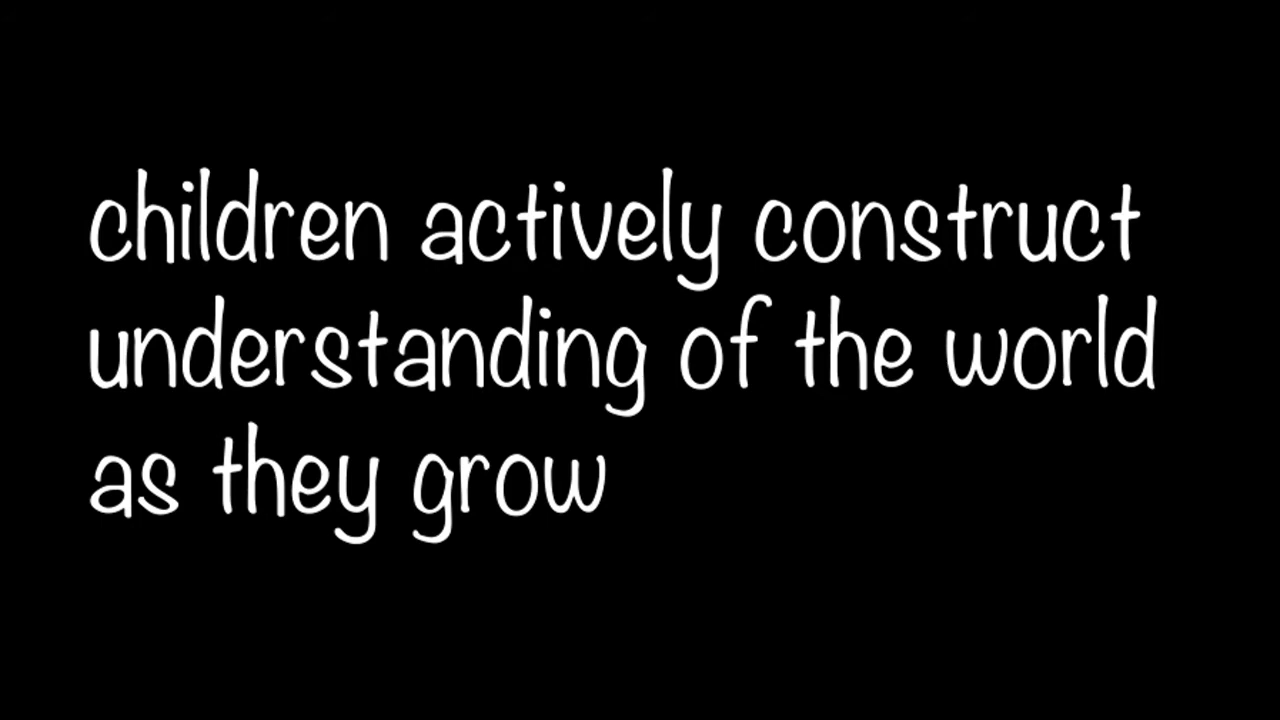 children actively construct
understanding of the world
as they grow